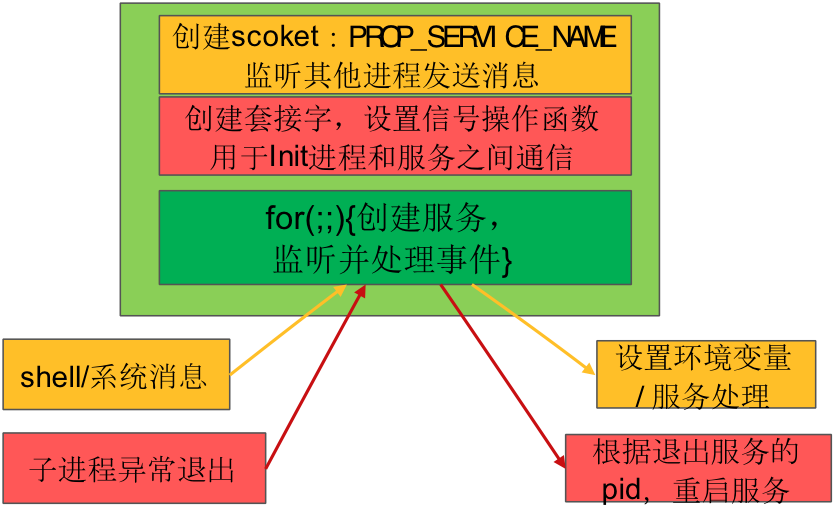 创建scoket：PROP_SERVICE_NAME
监听其他进程发送消息
创建套接字，设置信号操作函数
用于Init进程和服务之间通信
for(;;){创建服务，
监听并处理事件}
shell/系统消息
设置环境变量
/ 服务处理
子进程异常退出
根据退出服务的
pid，重启服务